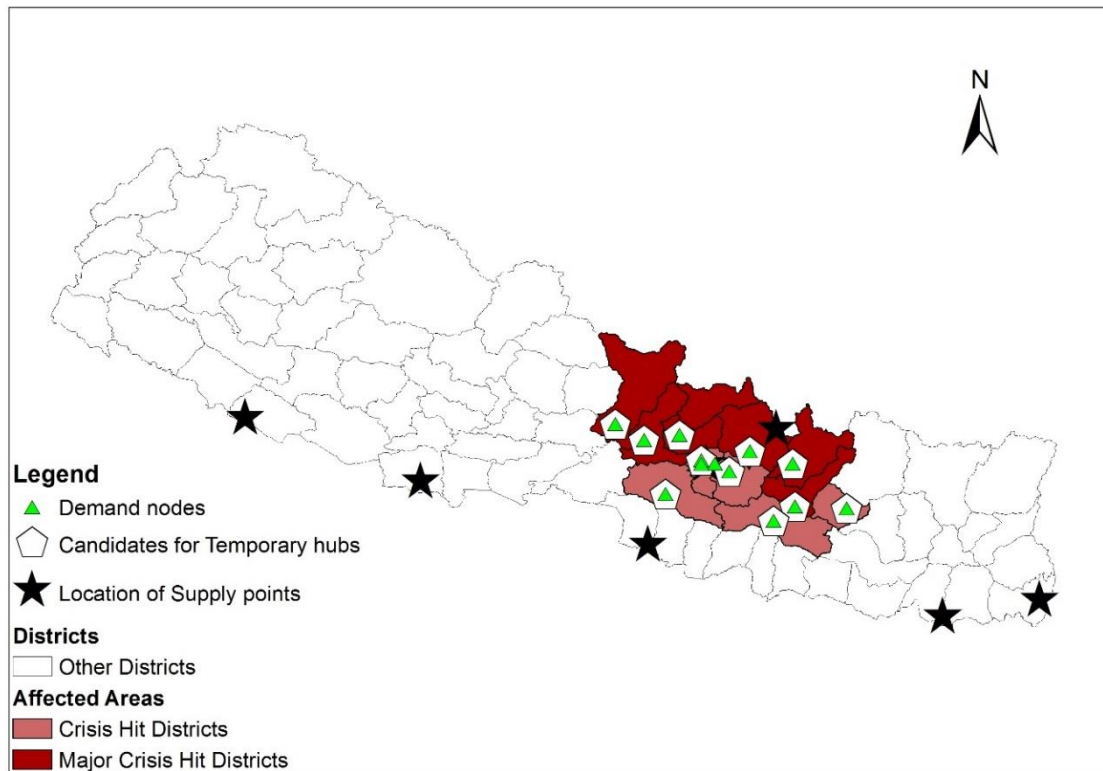 N
Legend
Demand nodes
Candidates for Temporary hubs
Location of Supply points
Districts
Other Districts
Affected Areas
Crisis Hit Districts
Major Crisis Hit Districts